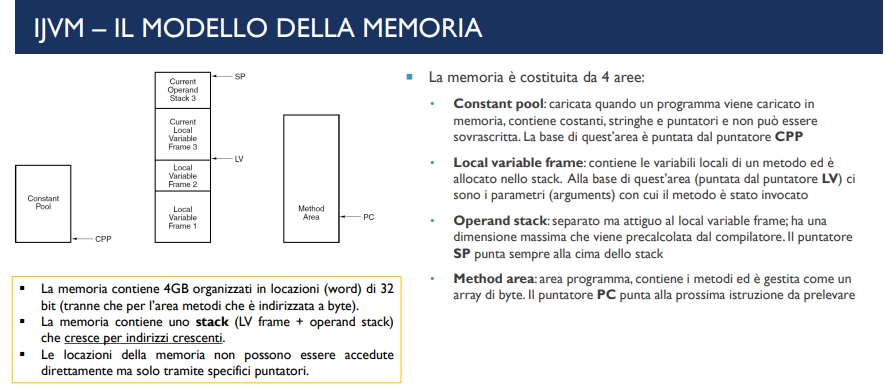 IJVM – IL MODELLO DELLA MEMORIA
Current
Operand
Stack 3
SP
Current
Local
Variable
Frame 3
LV
Local
Variable
Frame 2
Local
Variable
Frame 1
Constant
Pool
CPP
Method
Area
PC
▪ La memoria contiene 4GB organizzati in locazioni (word) di 32
bit (tranne che per l'area metodi che è indirizzata a byte).
▪ La memoria contiene uno stack (LV frame + operand stack)
che cresce per indirizzi crescenti.
▪ Le locazioni della memoria non possono essere accedute
direttamente ma solo tramite specifici puntatori.
▪ La memoria è costituita da 4 aree:
• Constant pool: caricata quando un programma viene caricato in
memoria, contiene costanti, stringhe e puntatori e non può essere
sovrascritta. La base di quest'area è puntata dal puntatore CPP
• Local variable frame: contiene le variabili locali di un metodo ed è
allocato nello stack. Alla base di quest'area (puntata dal puntatore LV) ci
sono i parametri (arguments) con cui il metodo è stato invocato
• Operand stack: separato ma attiguo al local variable frame; ha una
dimensione massima che viene precalcolata dal compilatore. Il puntatore
SP punta sempre alla cima dello stack
• Method area: area programma, contiene i metodi ed è gestita come un
array di byte. Il puntatore PC punta alla prossima istruzione da prelevare